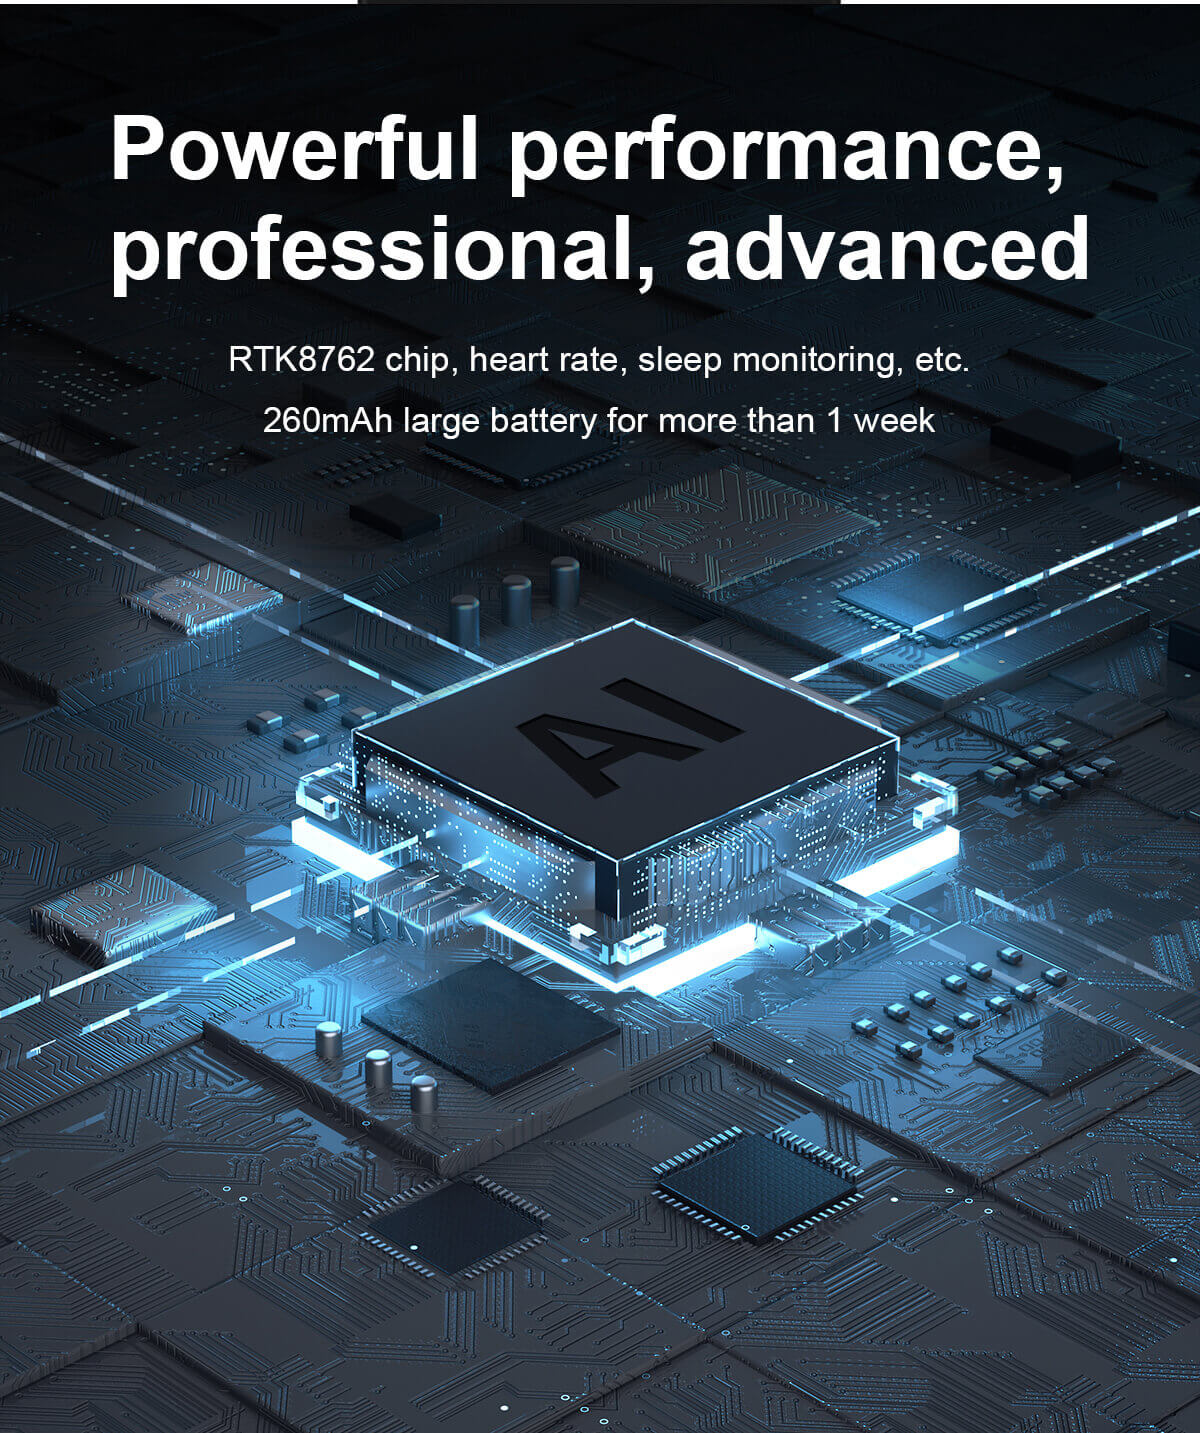 Powerful performance,
professional, advanced
RTK8762 chip, heart rate, sleep monitoring, etc.
260mAh large battery for more than 1 week
AI